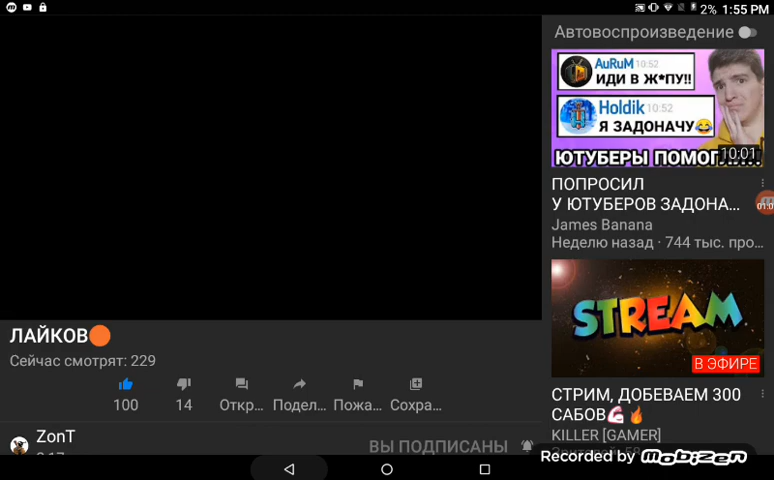 2% 1:55 PM
Автовоспроизведение
AuRuM 10:52
ИДИ В Ж*ПУ!!
Holdik 10:52
Я ЗАДОНАЧУ😂
ЮТУБЕРЫ ПОМОГ
10:01
ПОПРОСИЛ
У ЮТУБЕРОВ ЗАДОНА...
James Banana
Неделю назад · 744 тыс. про...
STREAM
В ЭФИРЕ
СТРИМ, ДОБЕВАЕМ 300
САБОВ💪🔥
KILLER [GAMER]
ЛАЙКОВ🟠
Сейчас смотрят: 229
100 14 Откр... Подел... Пожа... Сохра...
ZonT
ВЫ ПОДПИСАНЫ
Recorded by Mobizen